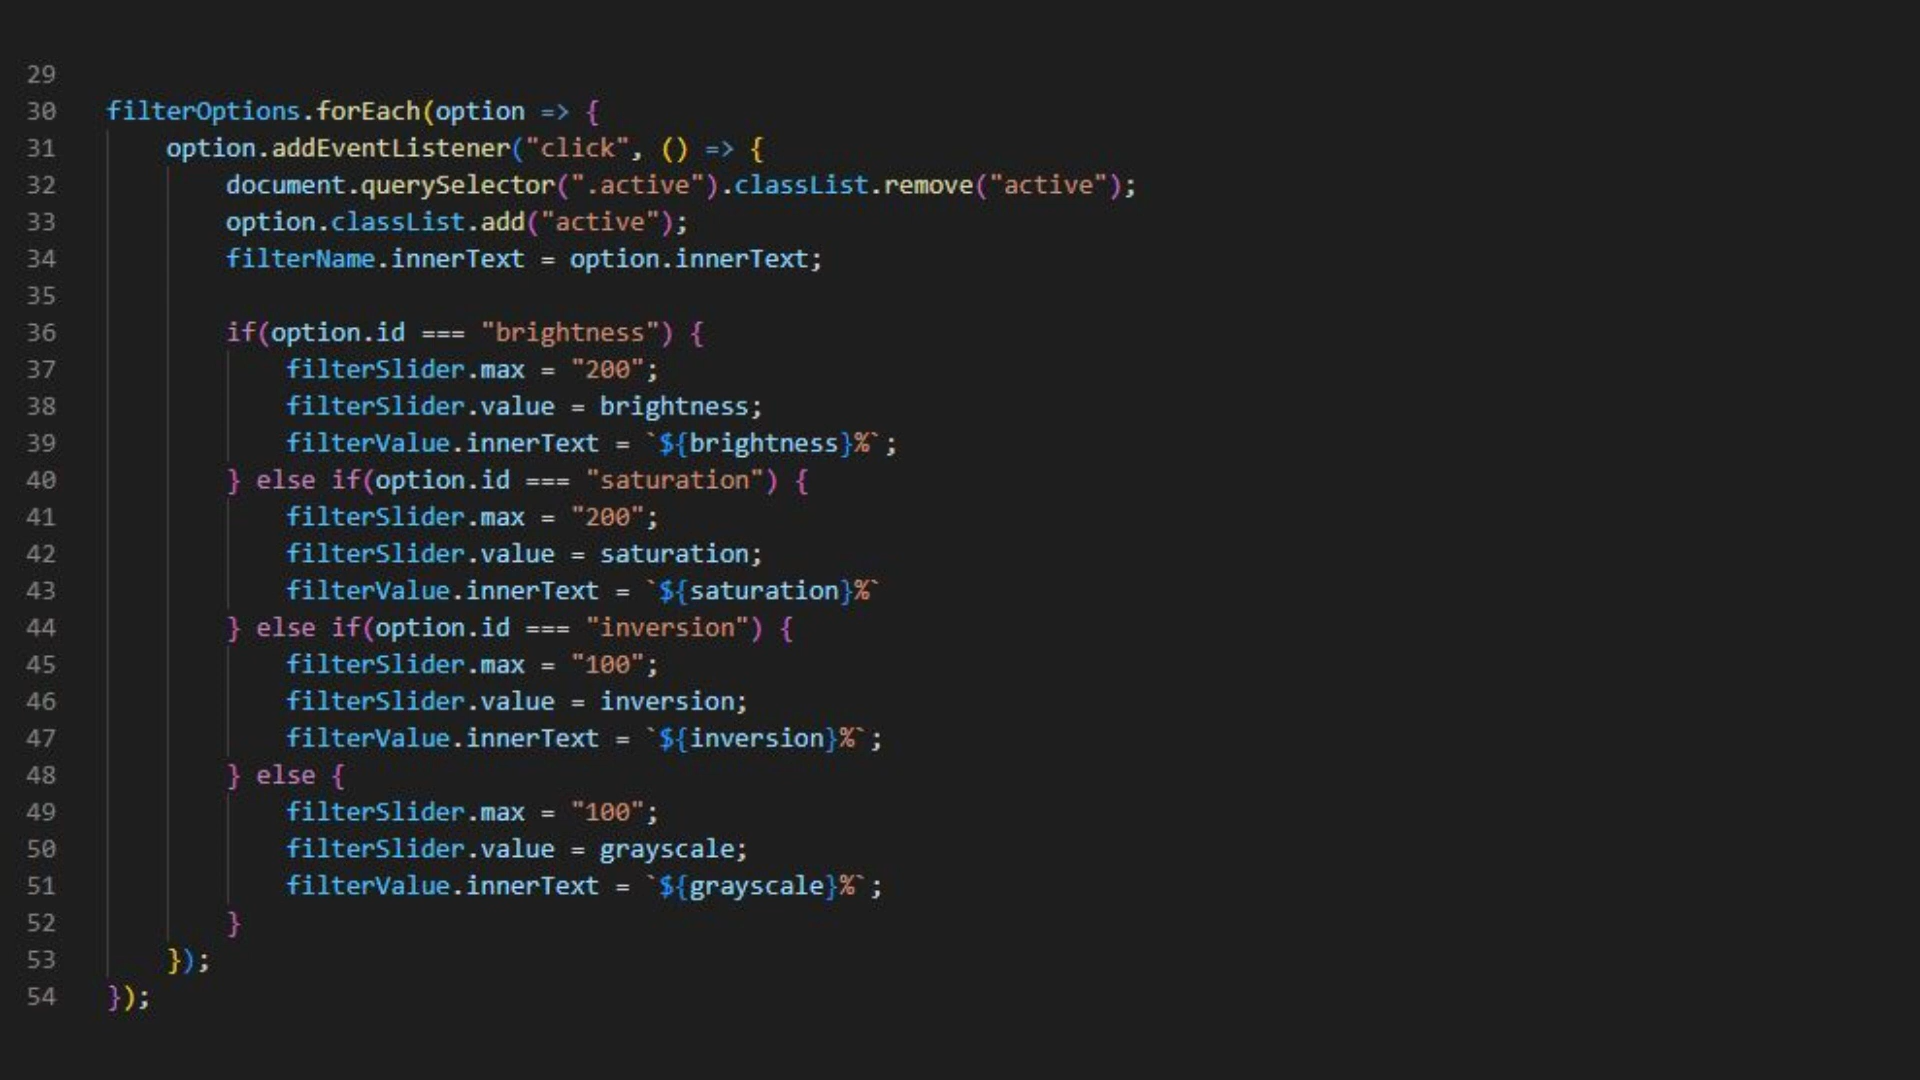 29
30 filterOptions.forEach(option => {
31     option.addEventListener("click", () => {
32         document.querySelector(".active").classList.remove("active");
33         option.classList.add("active");
34         filterName.innerText = option.innerText;
35
36         if(option.id === "brightness") {
37             filterSlider.max = "200";
38             filterSlider.value = brightness;
39             filterValue.innerText = `${brightness}%`;
40         } else if(option.id === "saturation") {
41             filterSlider.max = "200";
42             filterSlider.value = saturation;
43             filterValue.innerText = `${saturation}%`
44         } else if(option.id === "inversion") {
45             filterSlider.max = "100";
46             filterSlider.value = inversion;
47             filterValue.innerText = `${inversion}%`;
48         } else {
49             filterSlider.max = "100";
50             filterSlider.value = grayscale;
51             filterValue.innerText = `${grayscale}%`;
52         }
53     });
54 });